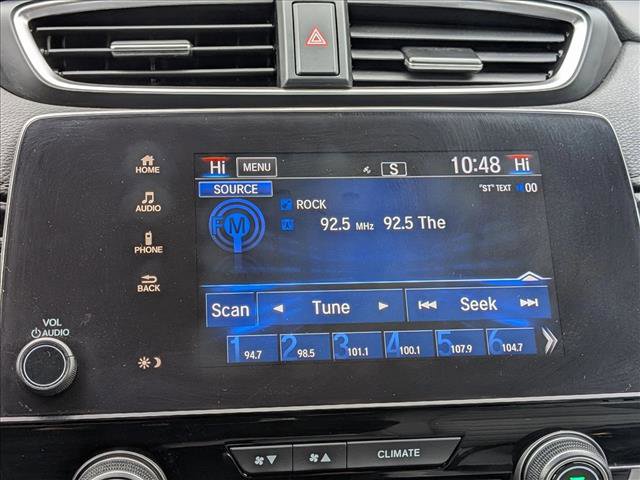 Hi MENU S 10:48 Hi
SOURCE "ST" TEXT 00
FM
ROCK
92.5 MHz 92.5 The
Scan Tune Seek
1 94.7 2 98.5 3 101.1 4 100.1 5 107.9 6 104.7
HOME
AUDIO
PHONE
BACK
VOL
AUDIO
CLIMATE